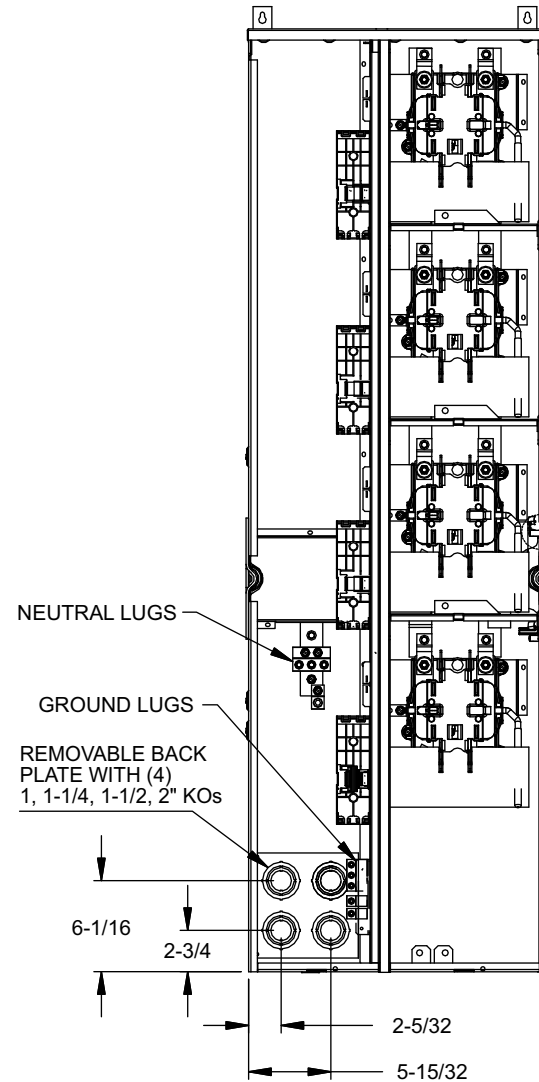 NEUTRAL LUGS
GROUND LUGS
REMOVABLE BACK
PLATE WITH (4)
1, 1-1/4, 1-1/2, 2" KOs
6-1/16
2-3/4
2-5/32
5-15/32